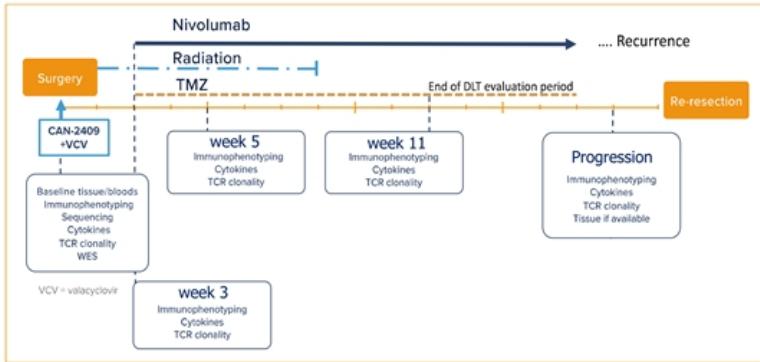 Nivolumab
.... Recurrence
Radiation
Surgery
TMZ
End of DLT evaluation period
Re-resection
CAN-2409
+VCV
week 5
Immunophenotyping
Cytokines
TCR clonality
week 11
Immunophenotyping
Cytokines
TCR clonality
Progression
Immunophenotyping
Cytokines
TCR clonality
Tissue if available
Baseline tissue/bloods
Immunophenotyping
Sequencing
Cytokines
TCR clonality
WES
VCV = valacyclovir
week 3
Immunophenotyping
Cytokines
TCR clonality